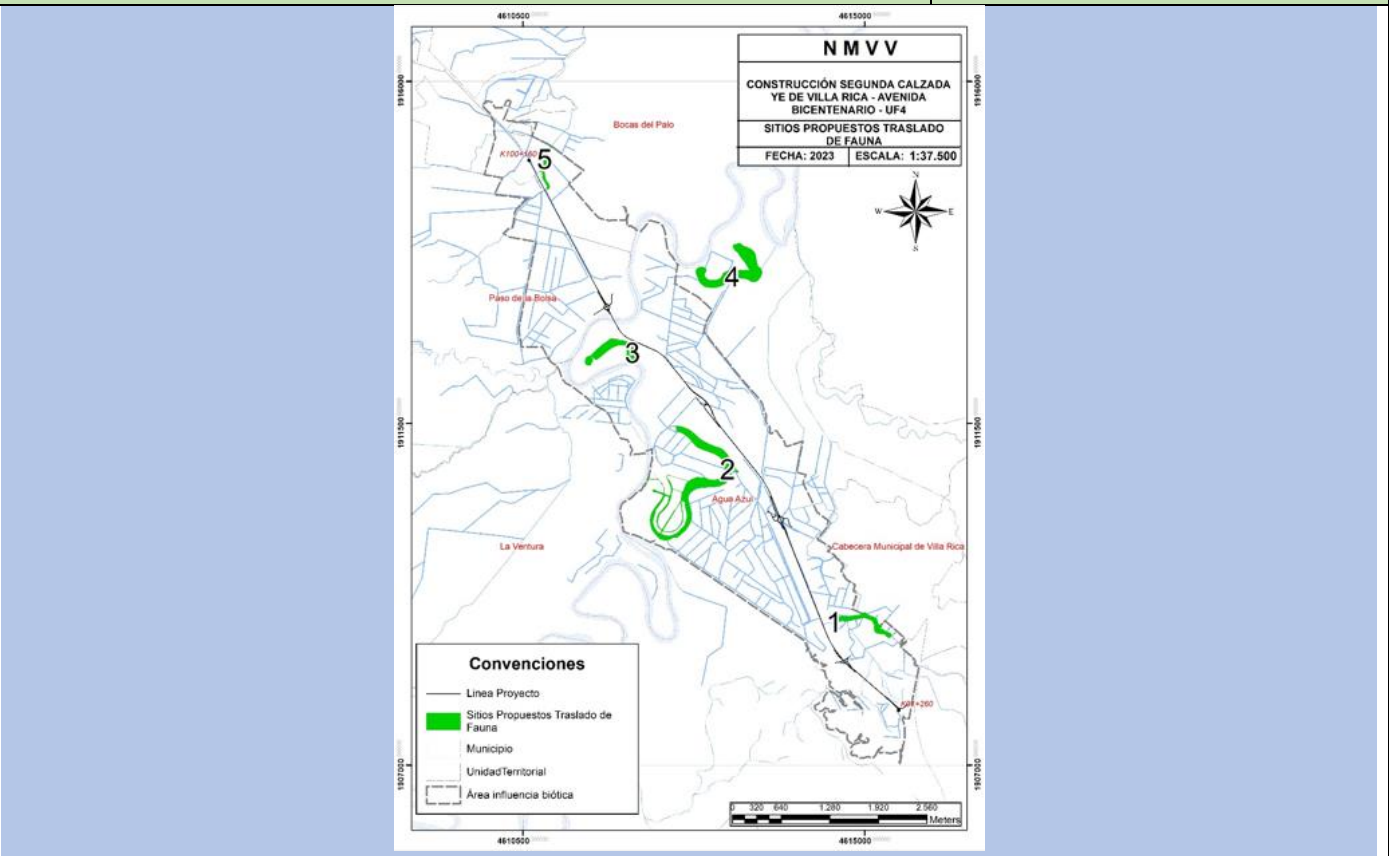 4610500
4615000
N M V V
CONSTRUCCIÓN SEGUNDA CALZADA
YE DE VILLA RICA - AVENIDA
BICENTENARIO - UF4
SITIOS PROPUESTOS TRASLADO
DE FAUNA
FECHA: 2023
ESCALA: 1:37.500
1916000
1916000
N
W
E
S
Bocas del Palo
5
4
Paso de la Bolsa
3
1911500
1911500
2
Agua Azul
La Ventura
Cabecera Municipal de Villa Rica
1
Convenciones
Linea Proyecto
Sitios Propuestos Traslado de
Fauna
Municipio
UnidadTerritorial
Área influencia biótica
1907000
1907000
0 320 640 1.280 1.920 2.560
Meters
4610500
4615000